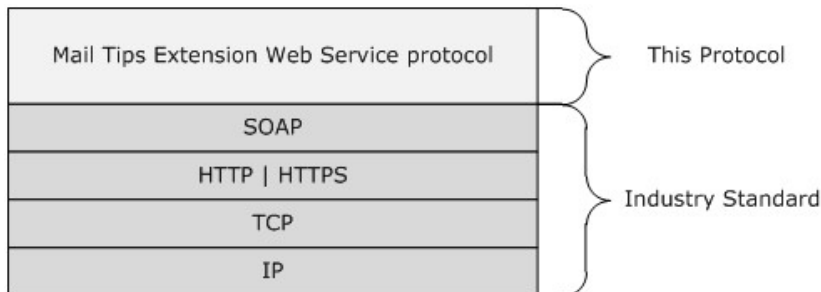 Mail Tips Extension Web Service protocol
This Protocol
SOAP
HTTP | HTTPS
Industry Standard
TCP
IP